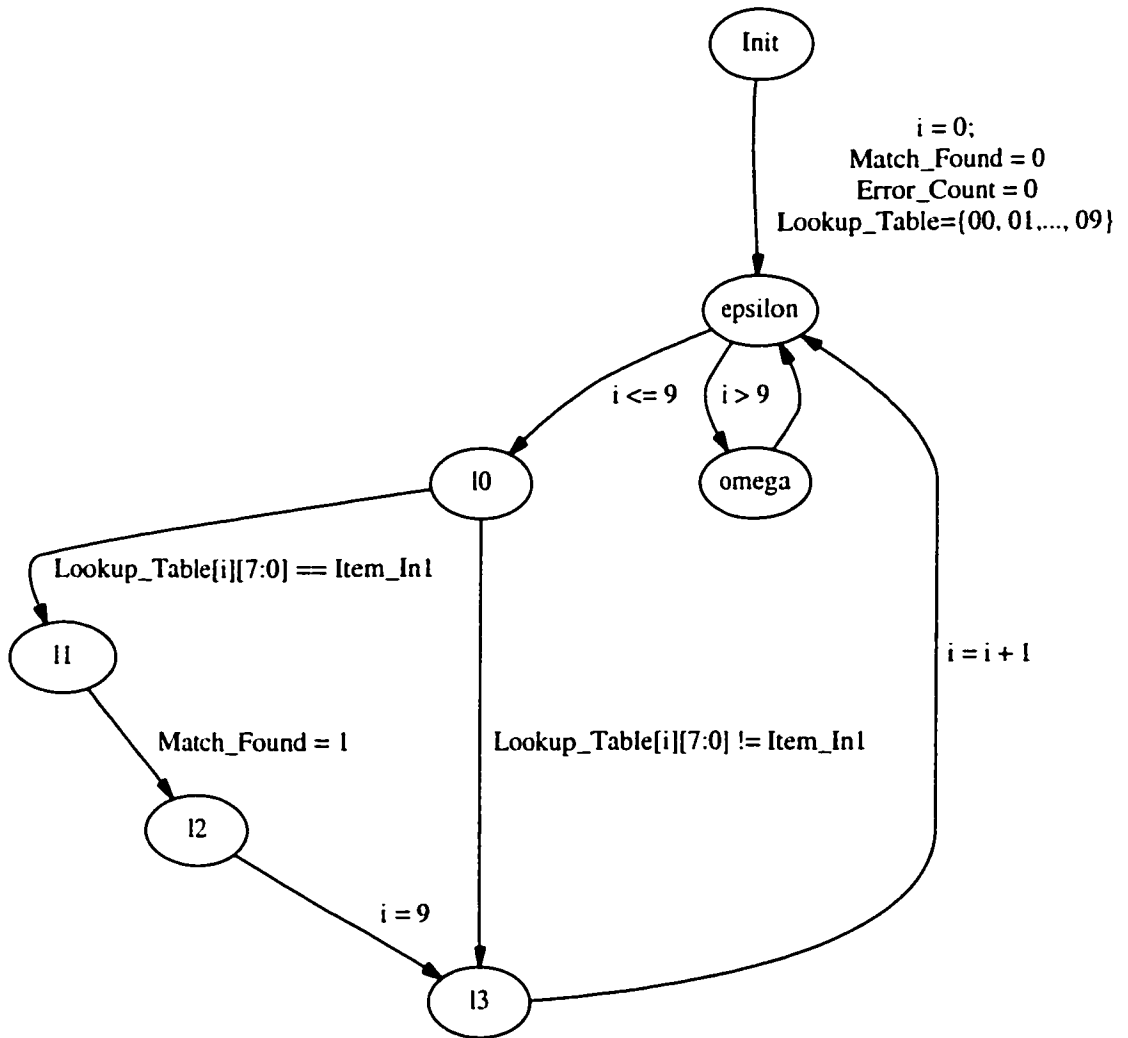 Init
i = 0;
Match_Found = 0
Error_Count = 0
Lookup_Table={00, 01,..., 09}
epsilon
i <= 9
i > 9
l0
omega
Lookup_Table[i][7:0] == Item_In1
l1
i = i + 1
Match_Found = 1
Lookup_Table[i][7:0] != Item_In1
l2
i = 9
l3